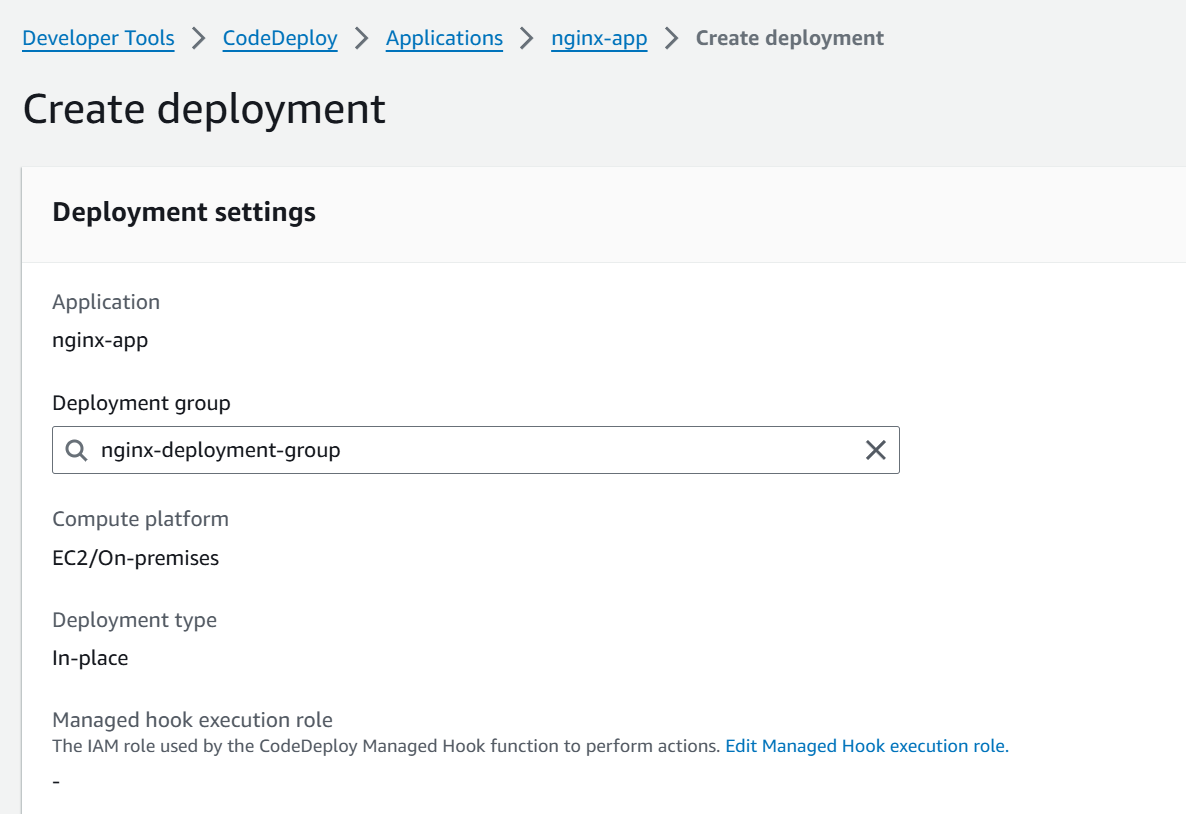 Developer Tools > CodeDeploy > Applications > nginx-app > Create deployment
Create deployment
Deployment settings
Application
nginx-app
Deployment group
nginx-deployment-group
Compute platform
EC2/On-premises
Deployment type
In-place
Managed hook execution role
The IAM role used by the CodeDeploy Managed Hook function to perform actions. Edit Managed Hook execution role.
-